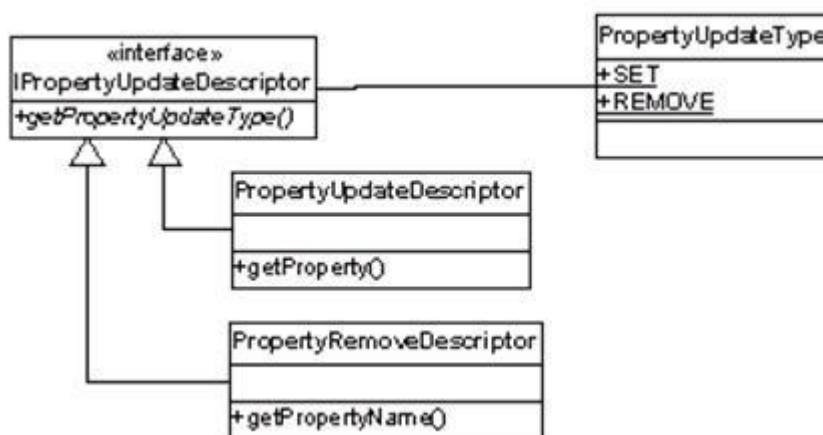 «interface»
IPropertyUpdateDescriptor
+getPropertyUpdateType()
PropertyUpdateType
+SET
+REMOVE
PropertyUpdateDescriptor
+getProperty()
PropertyRemoveDescriptor
+getPropertyName()